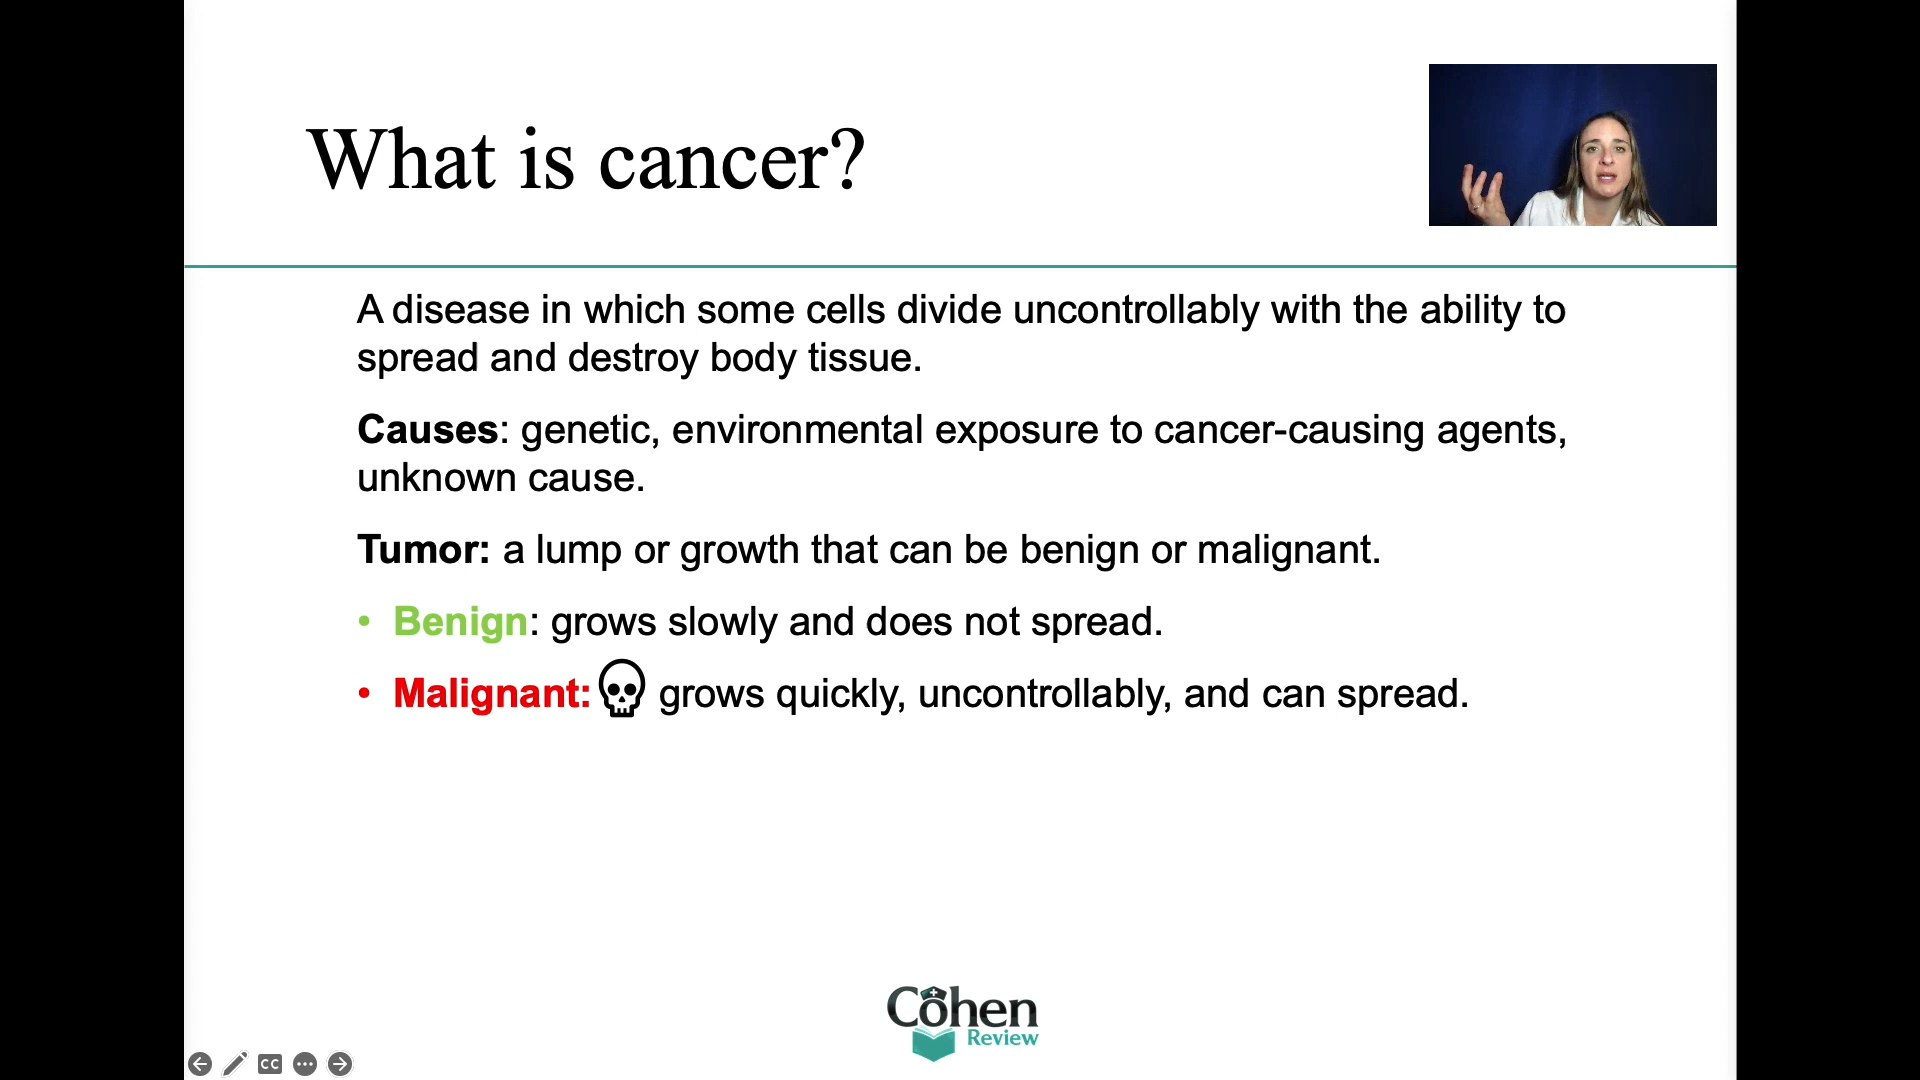 What is cancer?
A disease in which some cells divide uncontrollably with the ability to
spread and destroy body tissue.
Causes: genetic, environmental exposure to cancer-causing agents,
unknown cause.
Tumor: a lump or growth that can be benign or malignant.
• Benign: grows slowly and does not spread.
• Malignant: grows quickly, uncontrollably, and can spread.
Cohen
Review
CC